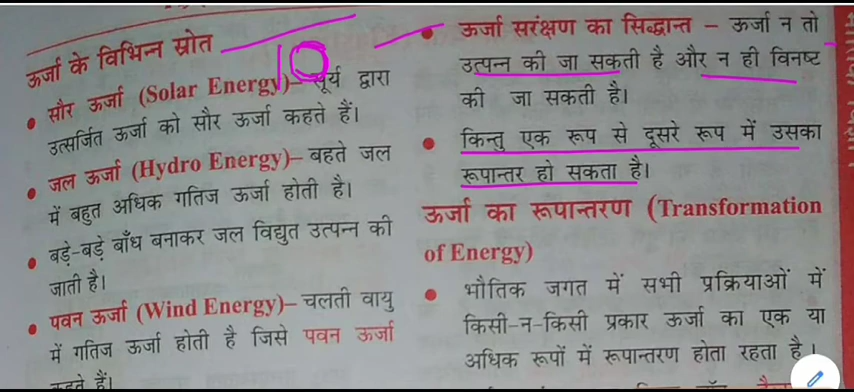 ऊर्जा के विभिन्न स्रोत
• सौर ऊर्जा (Solar Energy)– सूर्य द्वारा
उत्सर्जित ऊर्जा को सौर ऊर्जा कहते हैं।
• जल ऊर्जा (Hydro Energy)– बहते जल
में बहुत अधिक गतिज ऊर्जा होती है।
• बड़े-बड़े बाँध बनाकर जल विद्युत उत्पन्न की
जाती है।
• पवन ऊर्जा (Wind Energy)– चलती वायु
में गतिज ऊर्जा होती है जिसे पवन ऊर्जा
कहते हैं।
• ऊर्जा सरंक्षण का सिद्धान्त – ऊर्जा न तो
उत्पन्न की जा सकती है और न ही विनष्ट
की जा सकती है।
• किन्तु एक रूप से दूसरे रूप में उसका
रूपान्तर हो सकता है।
ऊर्जा का रूपान्तरण (Transformation
of Energy)
• भौतिक जगत में सभी प्रक्रियाओं में
किसी-न-किसी प्रकार ऊर्जा का एक या
अधिक रूपों में रूपान्तरण होता रहता है।